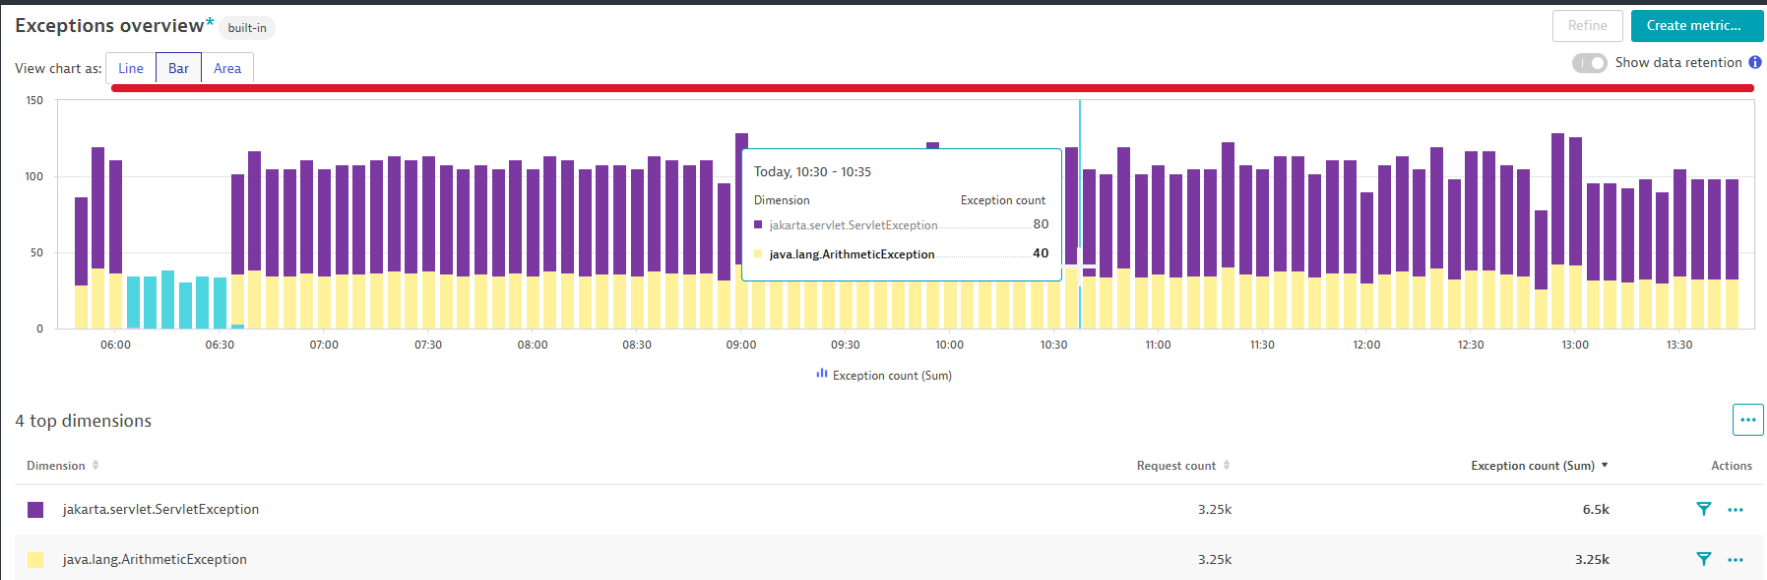 Exceptions overview* built-in
Refine Create metric...
View chart as: Line Bar Area
Show data retention
150
100
50
0
Today, 10:30 - 10:35
Dimension Exception count
jakarta.servlet.ServletException 80
java.lang.ArithmeticException 40
06:00 06:30 07:00 07:30 08:00 08:30 09:00 09:30 10:00 10:30 11:00 11:30 12:00 12:30 13:00 13:30
Exception count (Sum)
4 top dimensions
Dimension Request count Exception count (Sum) Actions
jakarta.servlet.ServletException 3.25k 6.5k
java.lang.ArithmeticException 3.25k 3.25k